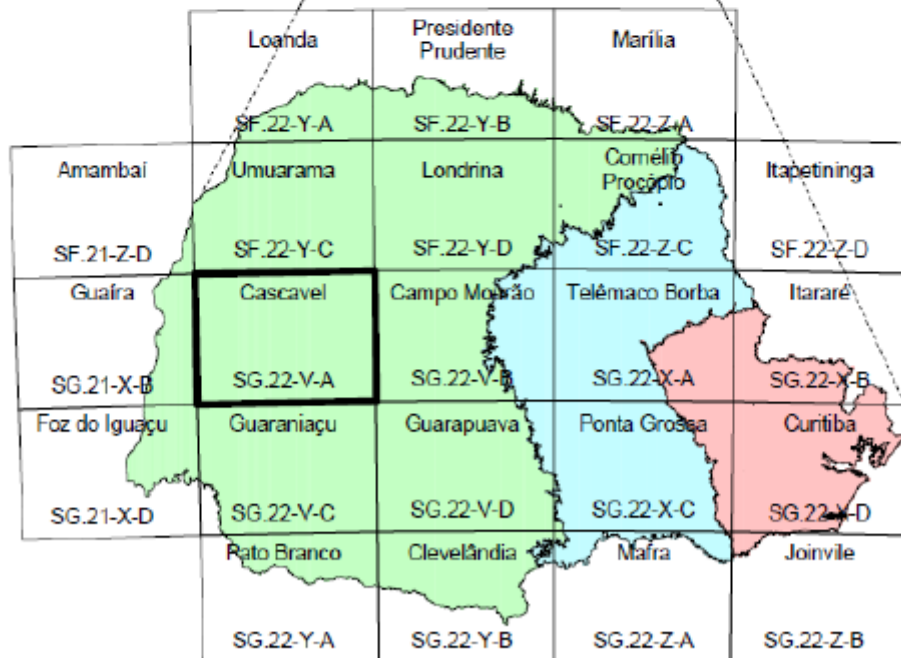 Loanda
Presidente
Prudente
Marília
SF.22-Y-A
SF.22-Y-B
SF.22-Z-A
Amambaí
Umuarama
Londrina
Cornélio
Procópio
Itapetininga
SF.21-Z-D
SF.22-Y-C
SF.22-Y-D
SF.22-Z-C
SF.22-Z-D
Guaíra
Cascavel
Campo Mourão
Telêmaco Borba
Itararé
SG.21-X-B
SG.22-V-A
SG.22-V-B
SG.22-X-A
SG.22-X-B
Foz do Iguaçu
Guaraniaçu
Guarapuava
Ponta Grossa
Curitiba
SG.21-X-D
SG.22-V-C
SG.22-V-D
SG.22-X-C
SG.22-X-D
Pato Branco
Clevelândia
Mafra
Joinvile
SG.22-Y-A
SG.22-Y-B
SG.22-Z-A
SG.22-Z-B